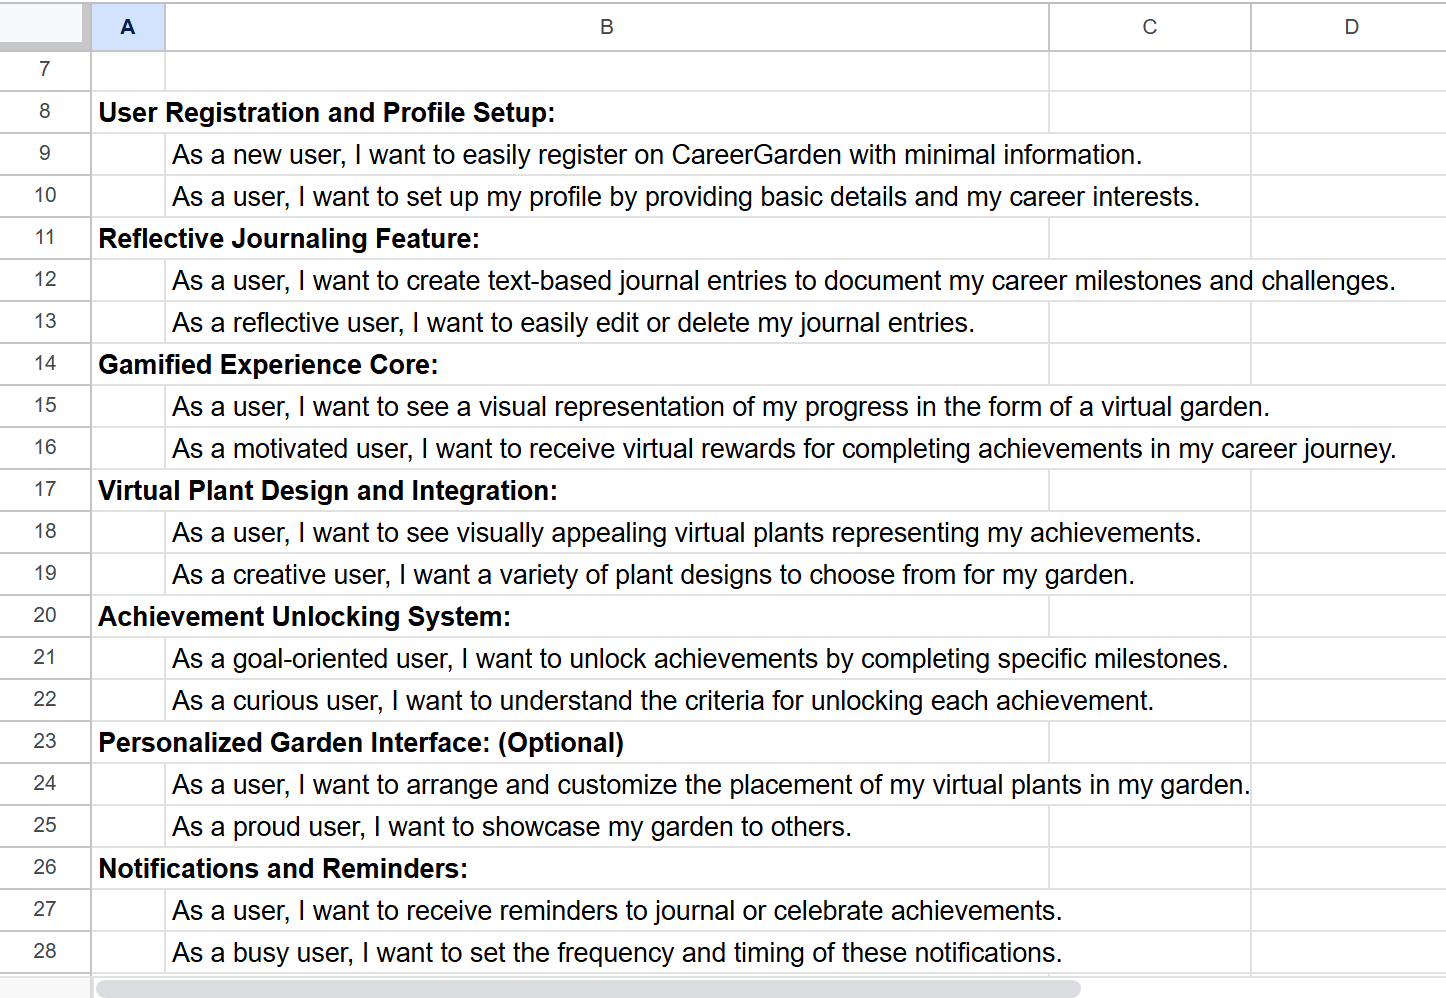 A B C D
7
8 User Registration and Profile Setup:
9 As a new user, I want to easily register on CareerGarden with minimal information.
10 As a user, I want to set up my profile by providing basic details and my career interests.
11 Reflective Journaling Feature:
12 As a user, I want to create text-based journal entries to document my career milestones and challenges.
13 As a reflective user, I want to easily edit or delete my journal entries.
14 Gamified Experience Core:
15 As a user, I want to see a visual representation of my progress in the form of a virtual garden.
16 As a motivated user, I want to receive virtual rewards for completing achievements in my career journey.
17 Virtual Plant Design and Integration:
18 As a user, I want to see visually appealing virtual plants representing my achievements.
19 As a creative user, I want a variety of plant designs to choose from for my garden.
20 Achievement Unlocking System:
21 As a goal-oriented user, I want to unlock achievements by completing specific milestones.
22 As a curious user, I want to understand the criteria for unlocking each achievement.
23 Personalized Garden Interface: (Optional)
24 As a user, I want to arrange and customize the placement of my virtual plants in my garden.
25 As a proud user, I want to showcase my garden to others.
26 Notifications and Reminders:
27 As a user, I want to receive reminders to journal or celebrate achievements.
28 As a busy user, I want to set the frequency and timing of these notifications.